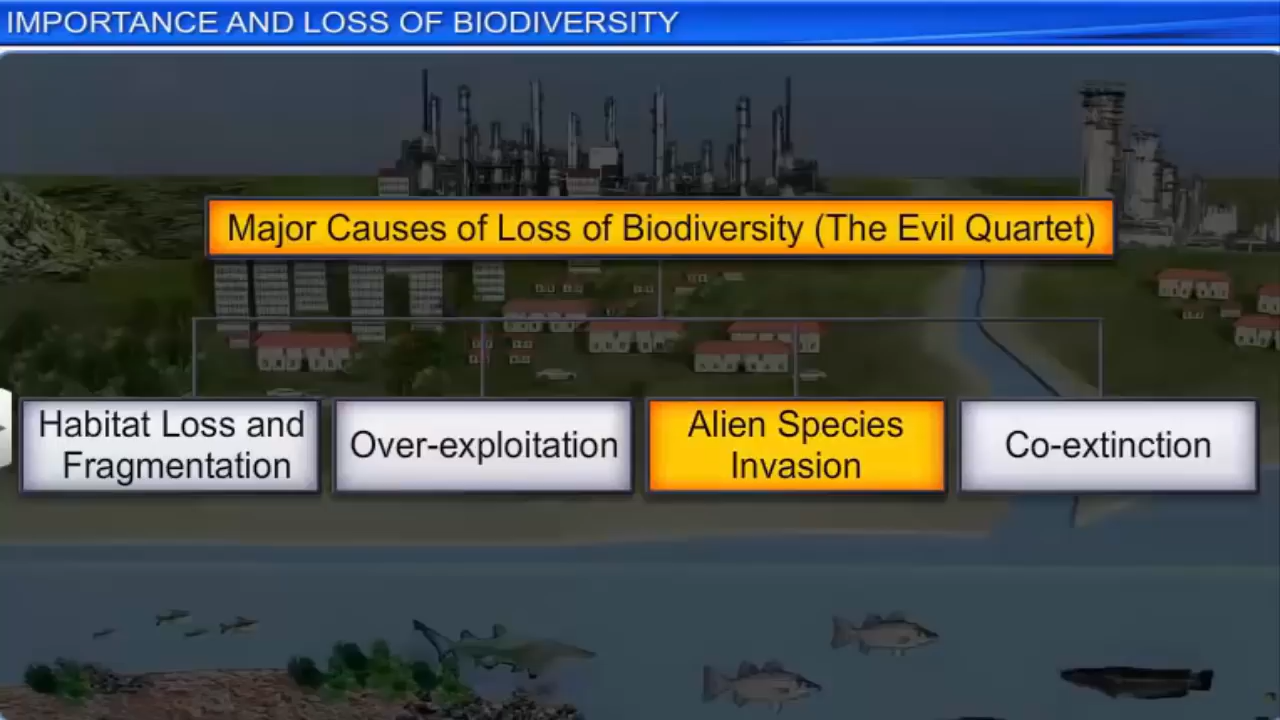 IMPORTANCE AND LOSS OF BIODIVERSITY
Major Causes of Loss of Biodiversity (The Evil Quartet)
Habitat Loss and
Fragmentation
Over-exploitation
Alien Species
Invasion
Co-extinction